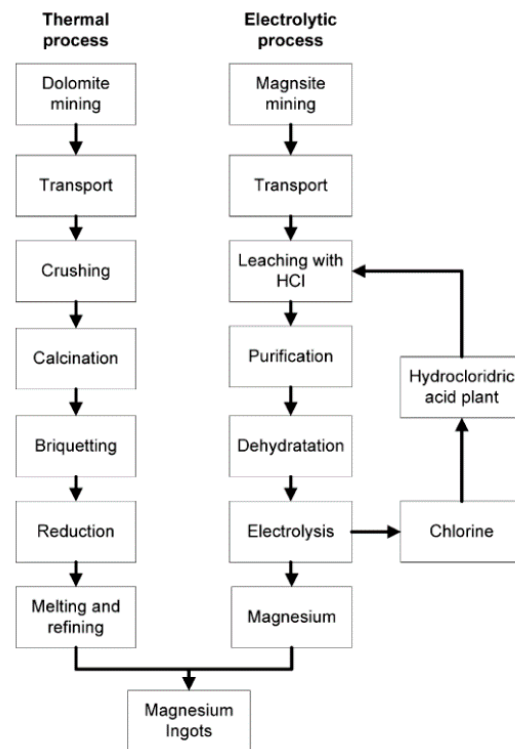 Thermal
process
Dolomite
mining
Transport
Crushing
Calcination
Briquetting
Reduction
Melting and
refining
Electrolytic
process
Magnsite
mining
Transport
Leaching with
HCl
Purification
Dehydratation
Electrolysis
Magnesium
Hydrocloridric
acid plant
Chlorine
Magnesium
Ingots